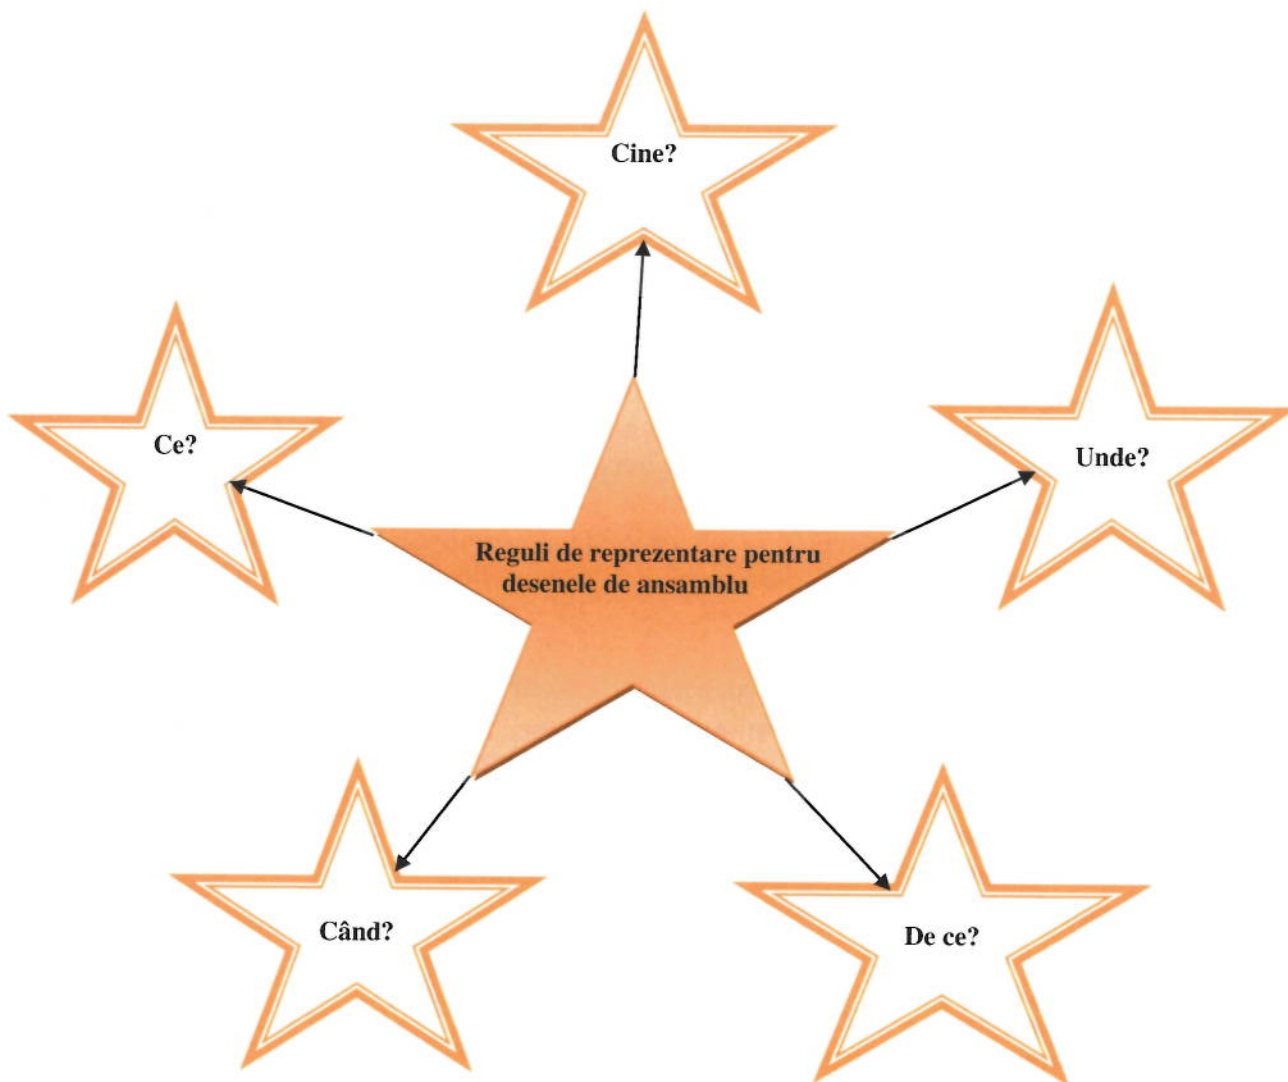 Cine?
Ce?
Unde?
Reguli de reprezentare pentru
desenele de ansamblu
Când?
De ce?